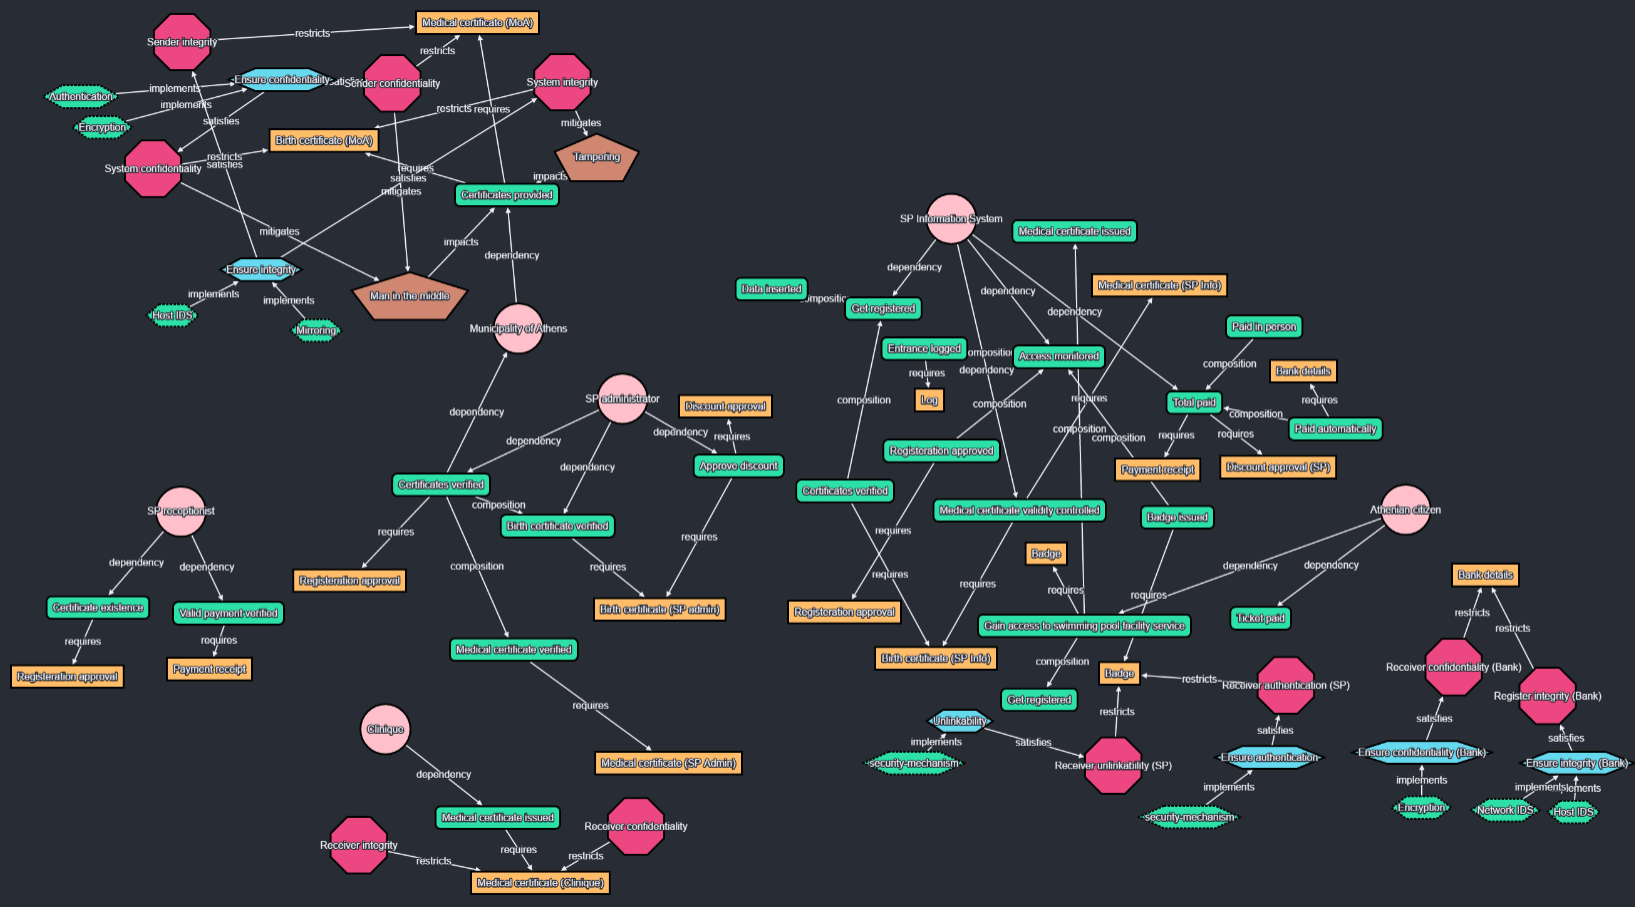 Medical certificate (MoA)
Sender integrity
restricts
restricts
Ensure confidentiality
Sender confidentiality
System integrity
Authentication
implements
implements
restricts
requires
Encryption
satisfies
mitigates
Birth certificate (MoA)
Tampering
restricts
satisfies
System confidentiality
requires
satisfies
mitigates
impacts
Certificates provided
mitigates
impacts
dependency
Ensure integrity
Man in the middle
implements
implements
Host IDS
Mirroring
Municipality of Athens
SP Information System
Medical certificate issued
dependency
Data inserted
composition
Get registered
dependency
Medical certificate (SP Info)
dependency
Paid in person
Entrance logged
composition
Access monitored
requires
dependency
composition
Bank details
Log
composition
composition
requires
Total paid
composition
requires
Paid automatically
composition
composition
requires
requires
Registeration approved
Payment receipt
Discount approval (SP)
Certificates verified
Medical certificate validity controlled
Badge issued
Athenian citizen
SP administrator
Discount approval
dependency
dependency
dependency
requires
dependency
Approve discount
Certificates verified
composition
Birth certificate verified
requires
requires
composition
requires
Registeration approval
Birth certificate (SP admin)
Medical certificate verified
requires
Medical certificate (SP Admin)
SP receptionist
dependency
dependency
Certificate existence
Valid payment verified
requires
requires
Registeration approval
Payment receipt
requires
requires
Badge
requires
requires
requires
dependency
dependency
Registeration approval
Gain access to swimming pool facility service
Ticket paid
Birth certificate (SP Info)
composition
Badge
restricts
Receiver authentication (SP)
Get registered
restricts
Unlinkability
implements
satisfies
security-mechanism
Receiver unlinkability (SP)
satisfies
Ensure authentication
implements
security-mechanism
Bank details
restricts
restricts
Receiver confidentiality (Bank)
Register integrity (Bank)
satisfies
satisfies
Ensure confidentiality (Bank)
Ensure integrity (Bank)
implements
implements
Encryption
Network IDS
Host IDS
Clinique
dependency
Medical certificate issued
Receiver confidentiality
Receiver integrity
requires
restricts
restricts
Medical certificate (Clinique)